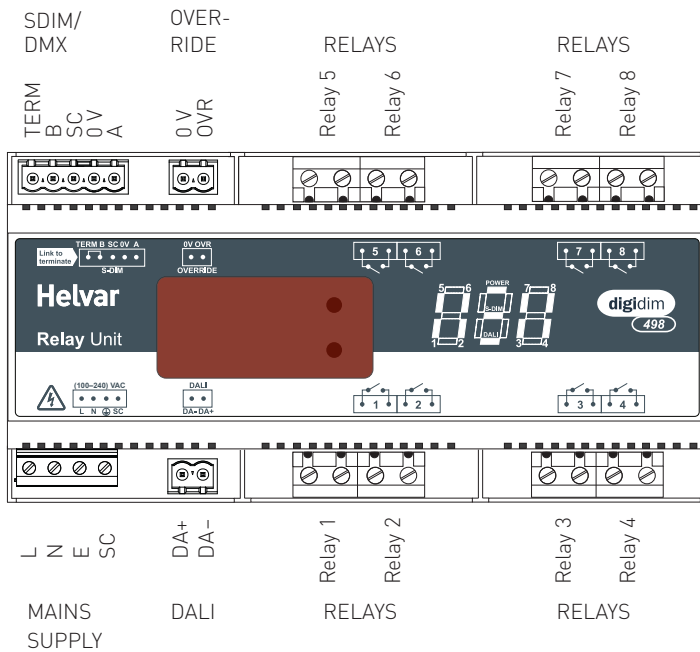 SDIM/
DMX
OVER-
RIDE
RELAYS
RELAYS
TERM
B
SC
0 V
A
0 V
OVR
Relay 5
Relay 6
Relay 7
Relay 8
Link to
terminate
TERM B SC 0V A
S-DIM
0V OVR
OVERRIDE
5 6
7 8
Helvar
Relay Unit
5 6
POWER
7 8
S-DIM
DALI
1 2
3 4
digidim
498
(100–240) VAC
L N SC
DALI
DA- DA+
1 2
3 4
L
N
E
SC
DA+
DA–
Relay 1
Relay 2
Relay 3
Relay 4
MAINS
SUPPLY
DALI
RELAYS
RELAYS